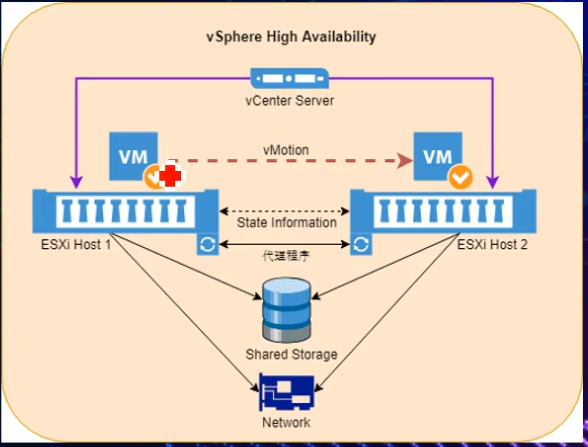 vSphere High Availability
vCenter Server
VM
vMotion
VM
State Information
ESXi Host 1
ESXi Host 2
代理程序
Shared Storage
Network